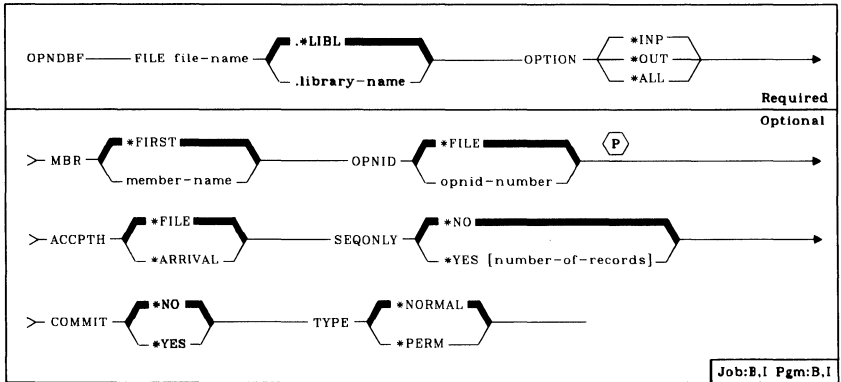 .*LIBL *INP
OPNDBF FILE file-name OPTION *OUT
.library-name *ALL
Required
Optional
*FIRST *FILE P
MBR OPNID
member-name opnid-number
*FILE *NO
ACCPTH SEQONLY
*ARRIVAL *YES [number-of-records]
*NO *NORMAL
COMMIT TYPE
*YES *PERM
Job:B,I Pgm:B,I